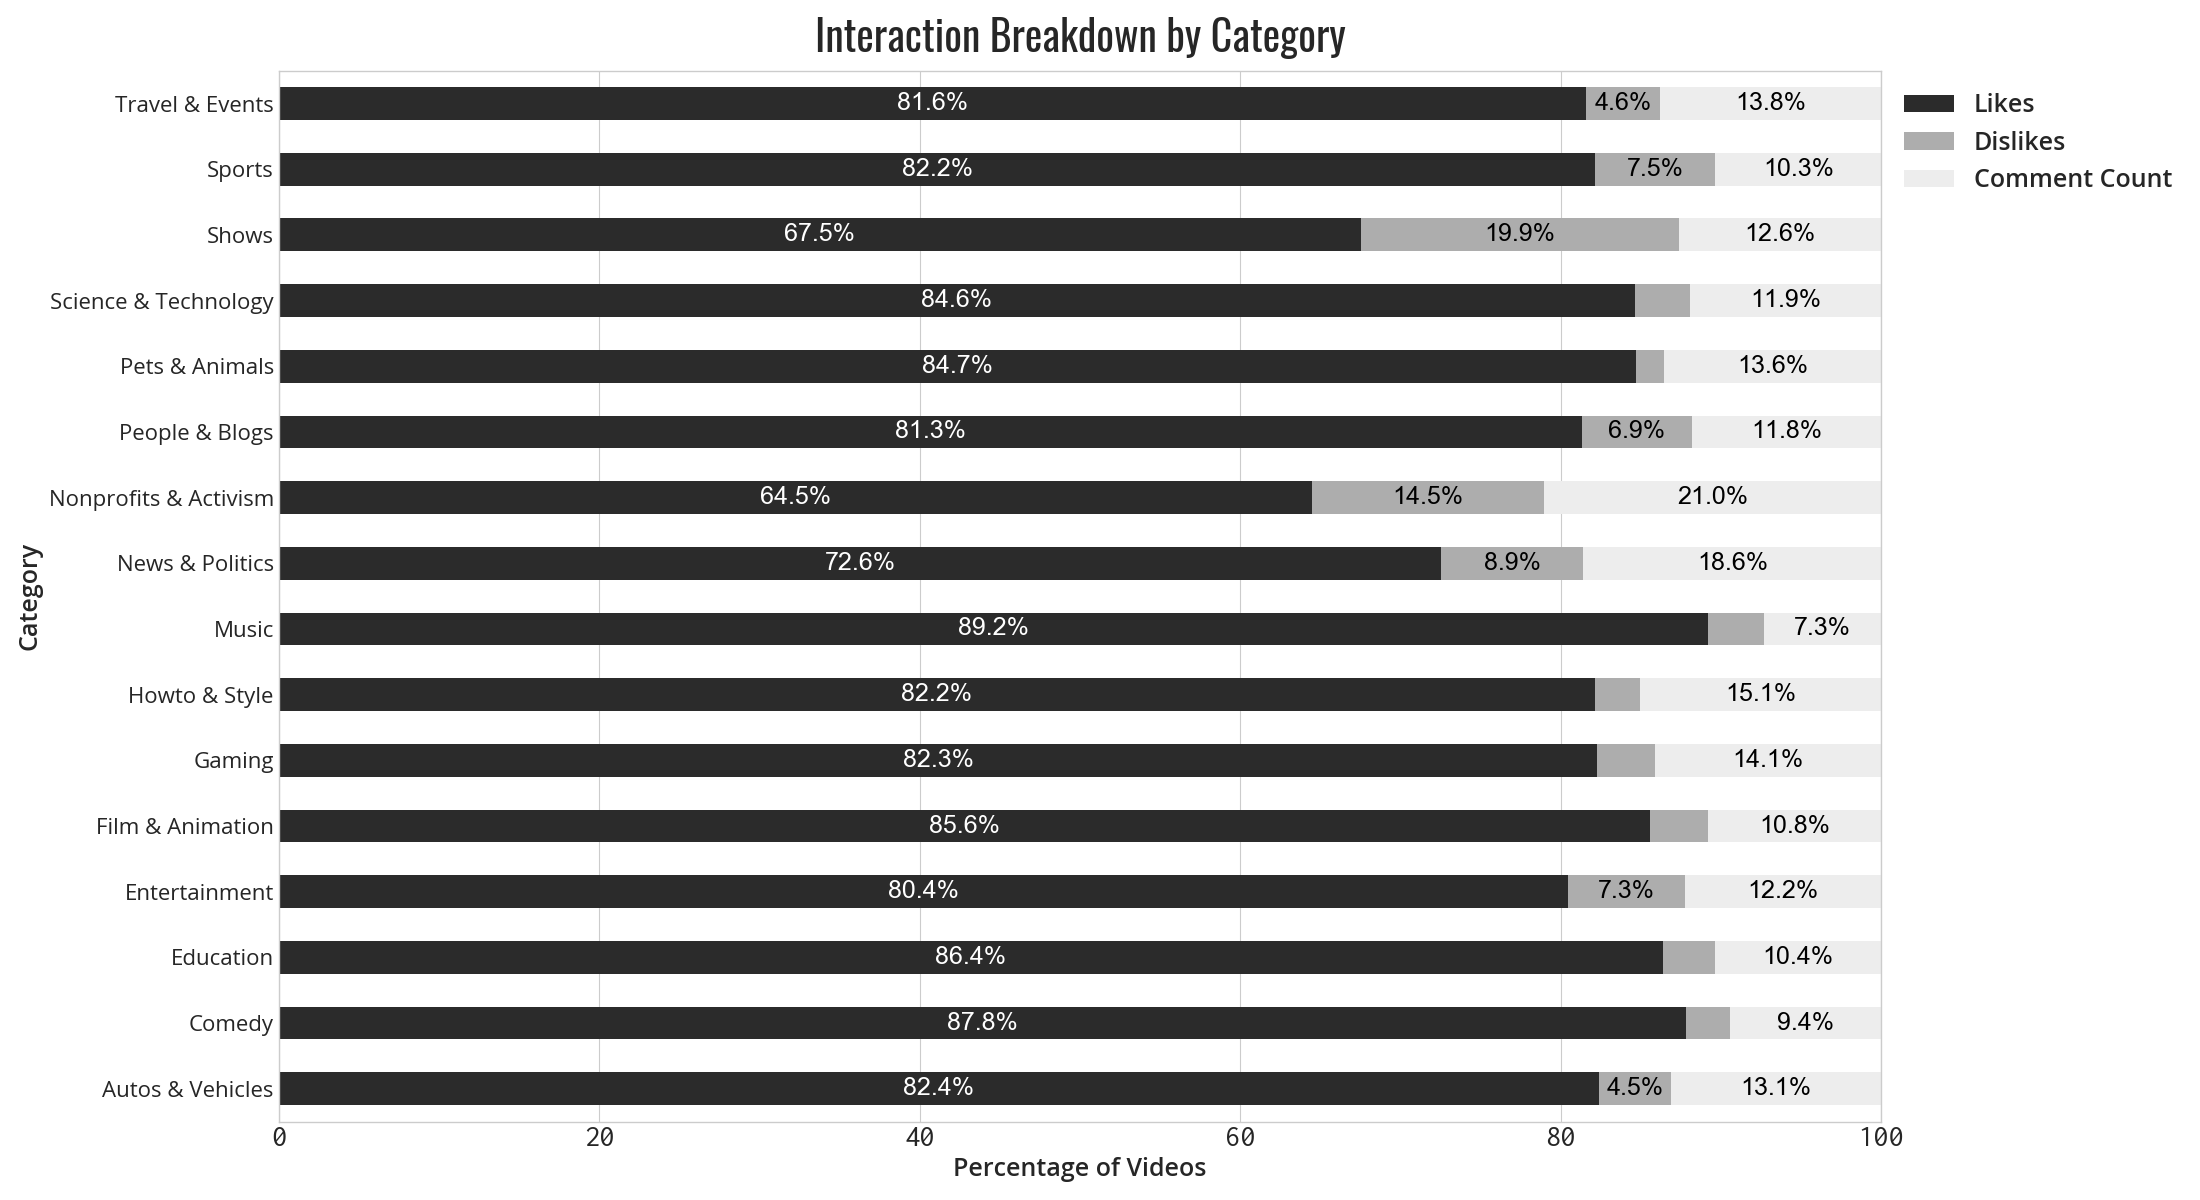 Interaction Breakdown by Category
Travel & Events 81.6% 4.6% 13.8%
Sports 82.2% 7.5% 10.3%
Shows 67.5% 19.9% 12.6%
Science & Technology 84.6% 11.9%
Pets & Animals 84.7% 13.6%
People & Blogs 81.3% 6.9% 11.8%
Nonprofits & Activism 64.5% 14.5% 21.0%
News & Politics 72.6% 8.9% 18.6%
Music 89.2% 7.3%
Howto & Style 82.2% 15.1%
Gaming 82.3% 14.1%
Film & Animation 85.6% 10.8%
Entertainment 80.4% 7.3% 12.2%
Education 86.4% 10.4%
Comedy 87.8% 9.4%
Autos & Vehicles 82.4% 4.5% 13.1%
0 20 40 60 80 100
Percentage of Videos
Category
Likes
Dislikes
Comment Count